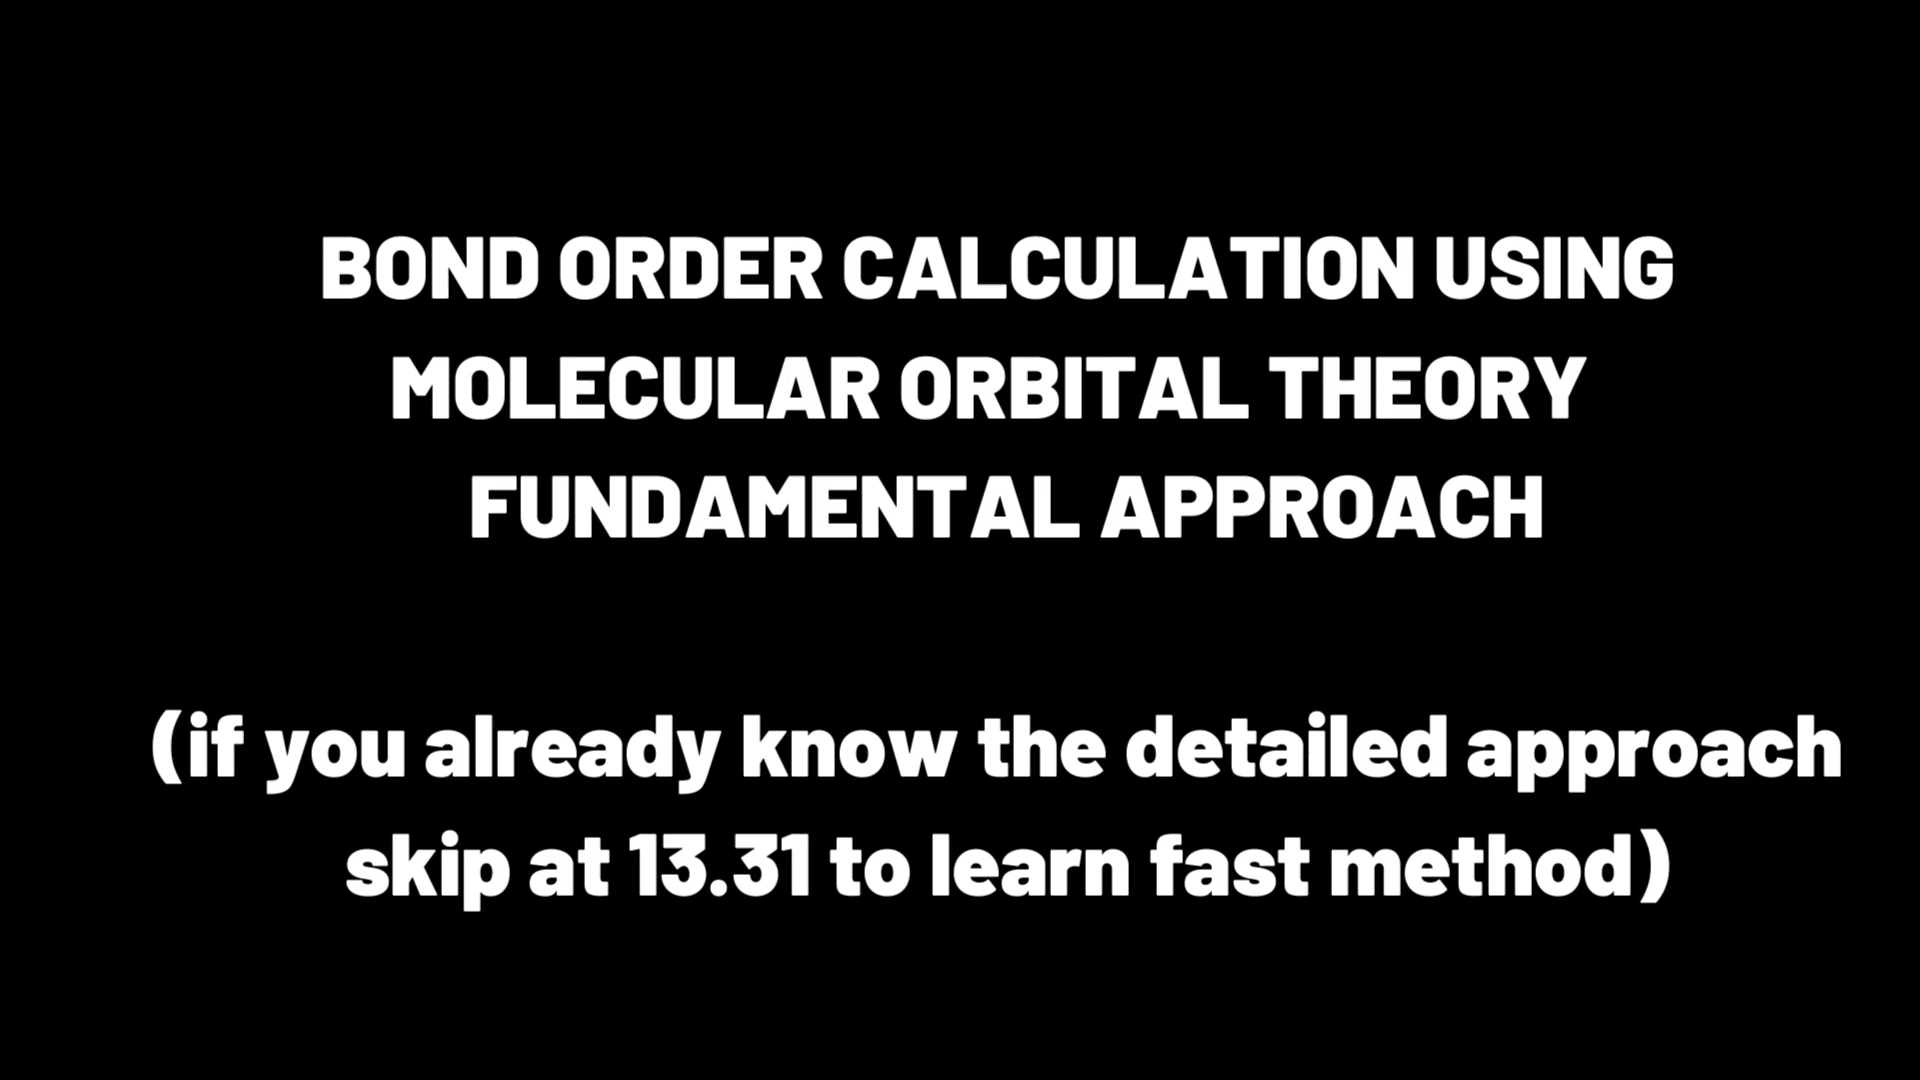 BOND ORDER CALCULATION USING
MOLECULAR ORBITAL THEORY
FUNDAMENTAL APPROACH
(if you already know the detailed approach
skip at 13.31 to learn fast method)